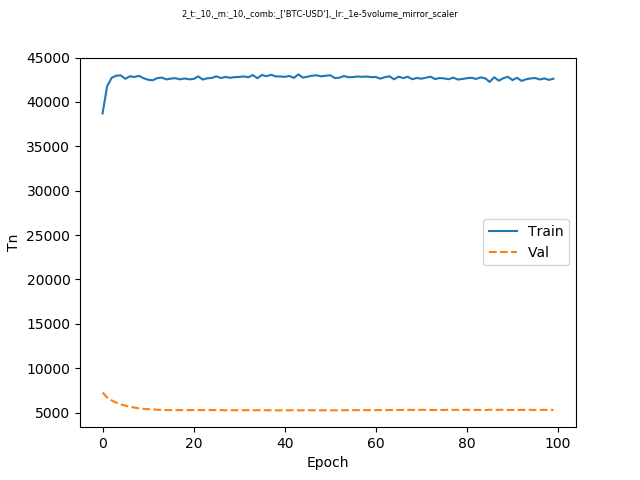 2_t:_10,_m:_10,_comb:_['BTC-USD'],_lr:_1e-5volume_mirror_scaler
45000
40000
35000
30000
25000
20000
15000
10000
5000
Tn
Train
Val
0 20 40 60 80 100
Epoch